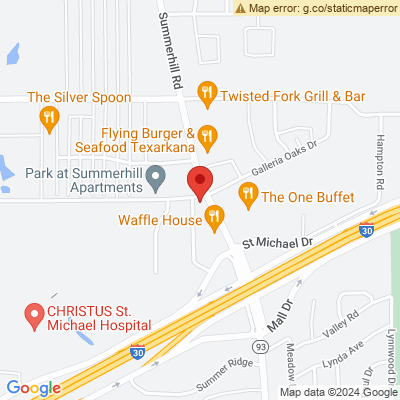 Map error: g.co/staticmaperror
Summerhill Rd
The Silver Spoon
Twisted Fork Grill & Bar
Flying Burger &
Seafood Texarkana
Galleria Oaks Dr
Hampton Rd
Park at Summerhill
Apartments
The One Buffet
Waffle House
St Michael Dr
30
CHRISTUS St.
Michael Hospital
Mall Dr
Valley Rd
30
93
Lynda Ave
Summer Ridge
Meadow
Lynnwood D
n Dr
Google
Map data ©2024 Google